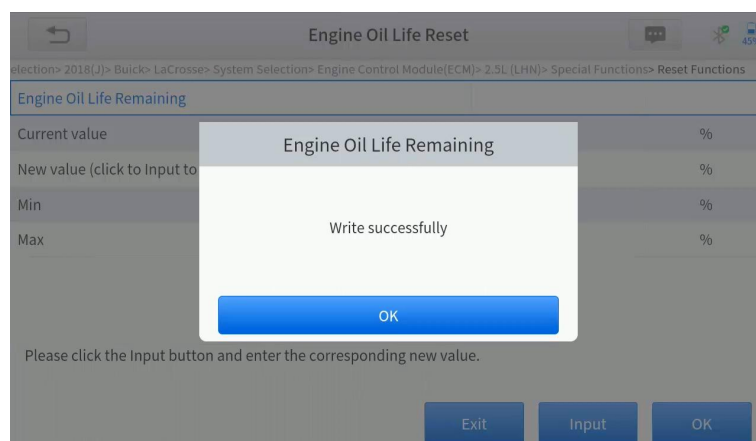 Engine Oil Life Reset
45%
election> 2018(J)> Buick> LaCrosse> System Selection> Engine Control Module(ECM)> 2.5L (LHN)> Special Functions> Reset Functions
Engine Oil Life Remaining
Current value %
New value (click to Input to %
Min %
Max %
Engine Oil Life Remaining
Write successfully
OK
Please click the Input button and enter the corresponding new value.
Exit Input OK